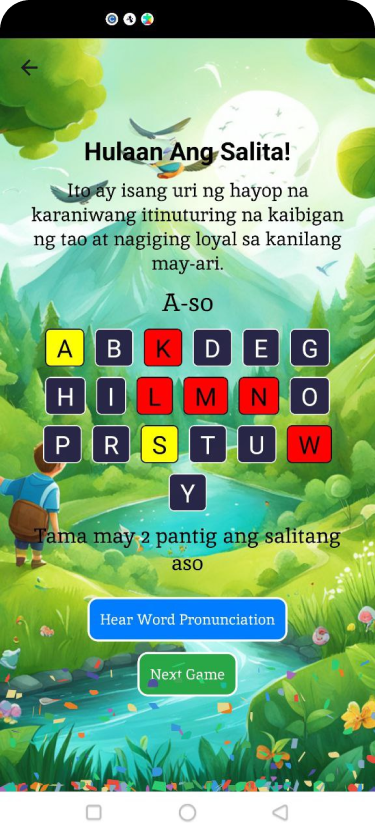 Hulaan Ang Salita!
Ito ay isang uri ng hayop na
karaniwang itinuturing na kaibigan
ng tao at nagiging loyal sa kanilang
may-ari.
A-so
A B K D E G
H I L M N O
P R S T U W
Y
Tama may 2 pantig ang salitang
aso
Hear Word Pronunciation
Next Game